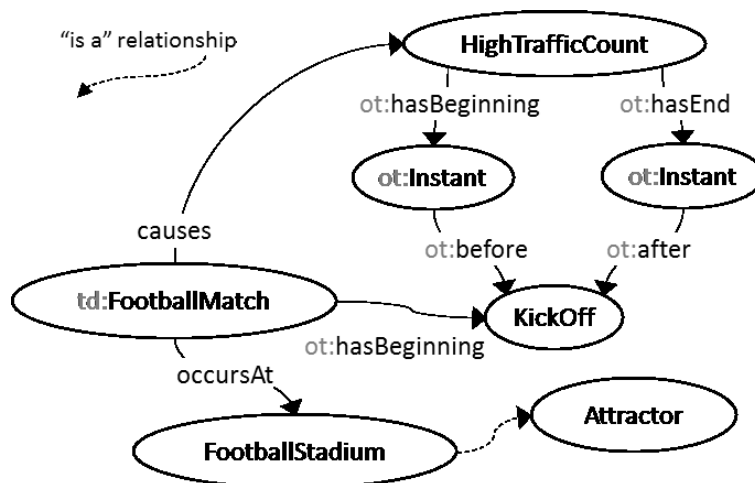 “is a” relationship
HighTrafficCount
ot:hasBeginning
ot:hasEnd
ot:Instant
ot:Instant
causes
ot:before
ot:after
td:FootballMatch
KickOff
ot:hasBeginning
occursAt
Attractor
FootballStadium